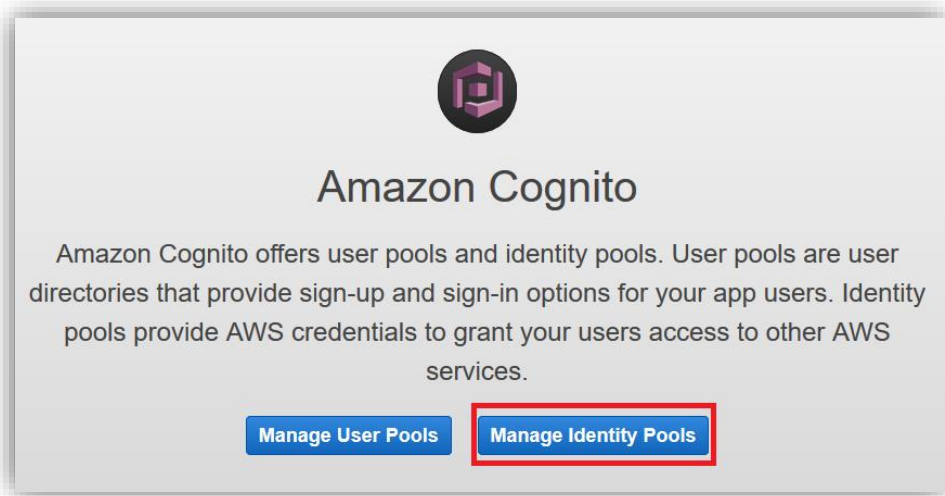 Amazon Cognito
Amazon Cognito offers user pools and identity pools. User pools are user
directories that provide sign-up and sign-in options for your app users. Identity
pools provide AWS credentials to grant your users access to other AWS
services.
Manage User Pools Manage Identity Pools